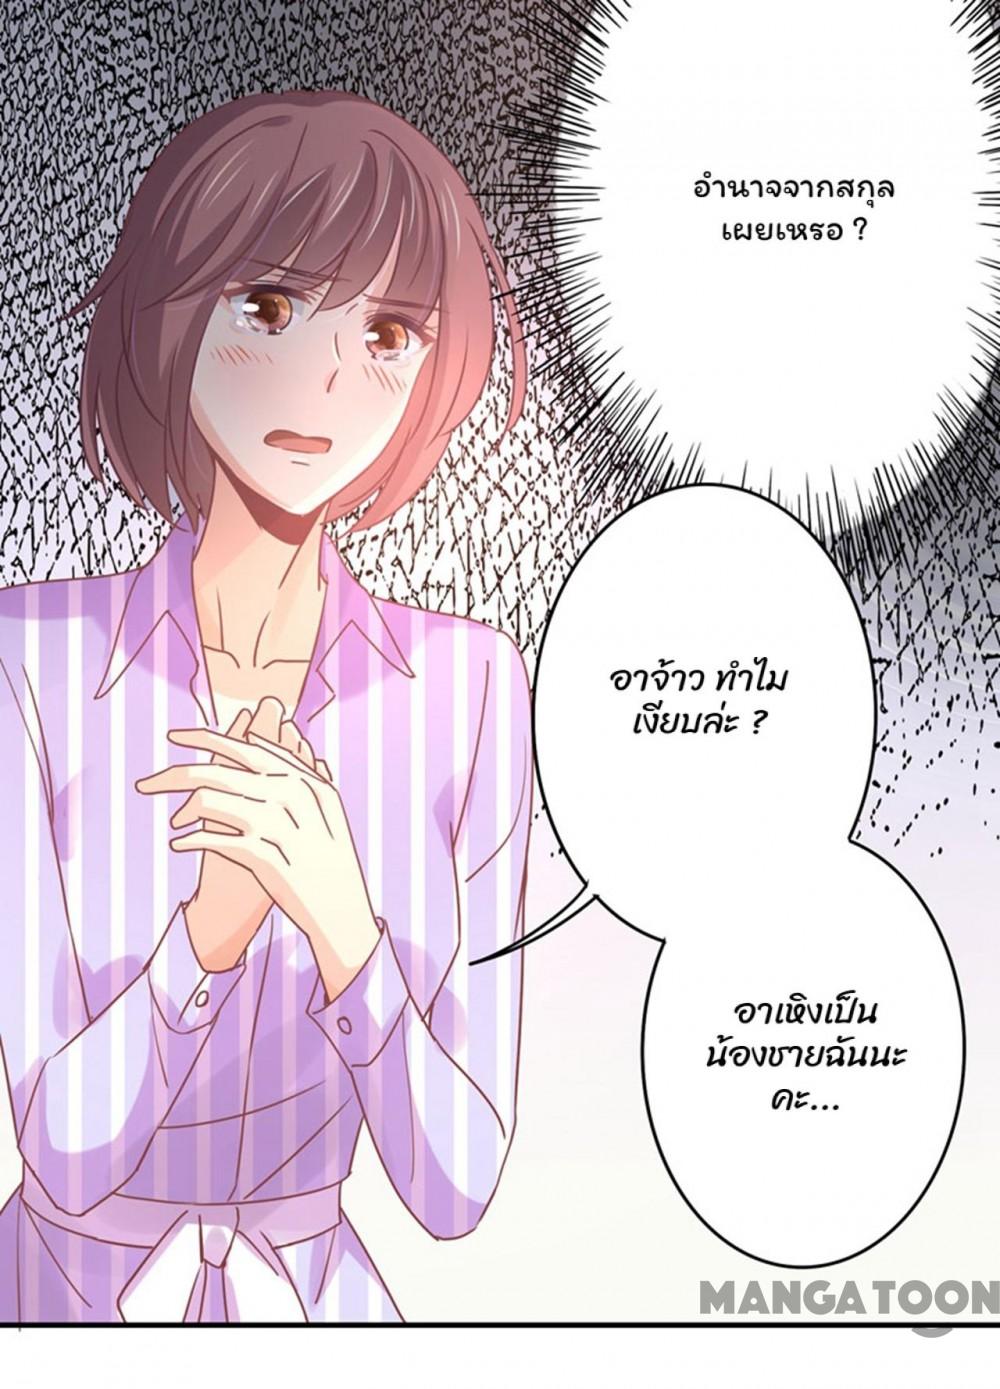 อำนาจจากสกุล
เผยเหรอ ?
อาจ้าว ทำไม
เงียบล่ะ ?
อาเหิงเป็น
น้องชายฉันนะ
คะ...
MANGATOON